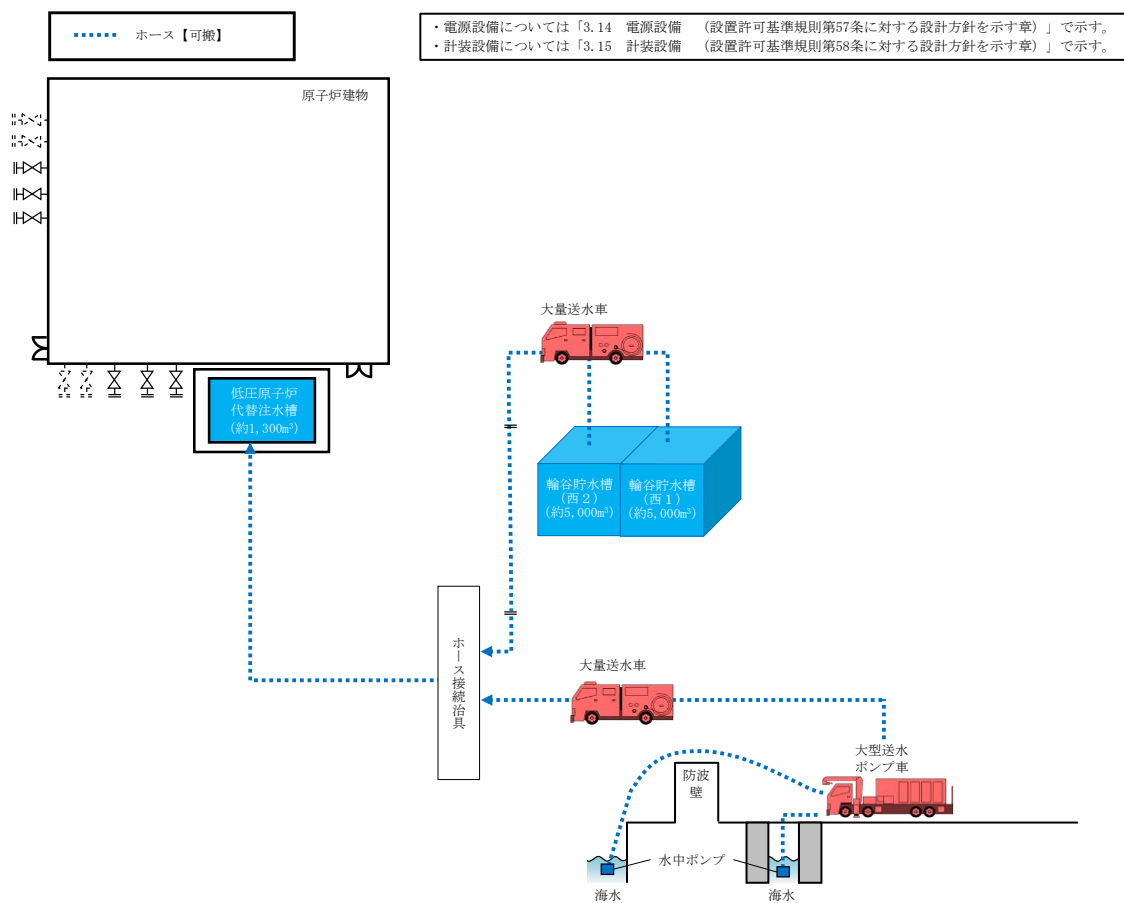 ホース【可搬】
・電源設備については「3.14 電源設備 （設置許可基準規則第57条に対する設計方針を示す章）」で示す。
・計装設備については「3.15 計装設備 （設置許可基準規則第58条に対する設計方針を示す章）」で示す。
原子炉建物
大量送水車
低圧原子炉
代替注水槽
（約1,300m³）
輪谷貯水槽
（西２）
（約5,000m³）
輪谷貯水槽
（西１）
（約5,000m³）
ホース接続治具
大量送水車
大型送水
ポンプ車
防波
壁
水中ポンプ
海水
海水